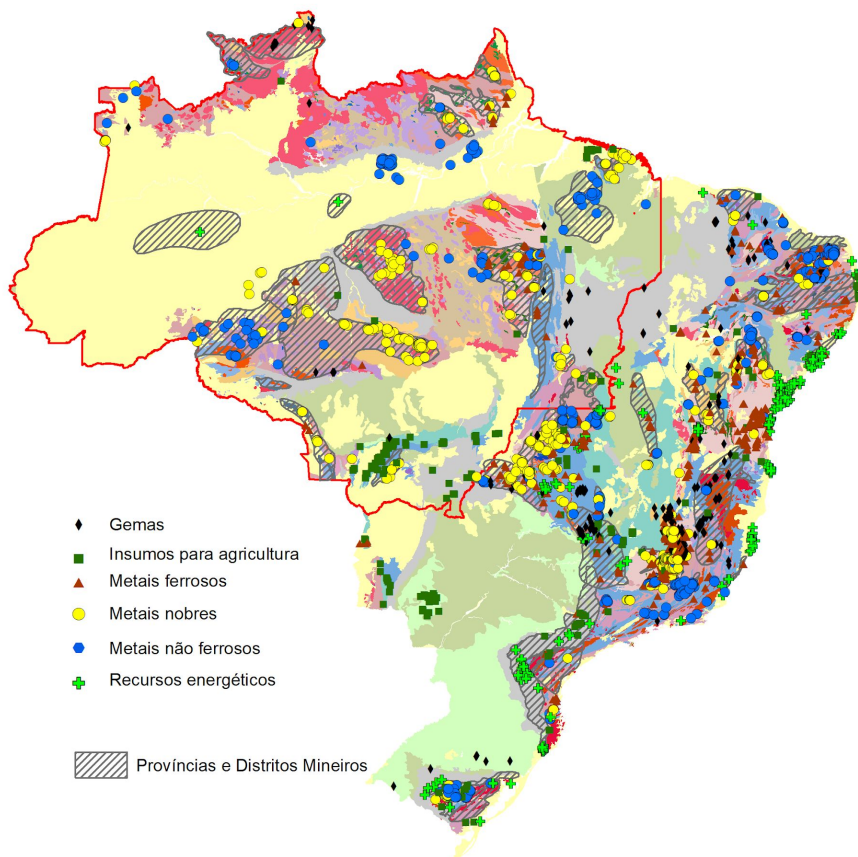 Gemas
Insumos para agricultura
Metais ferrosos
Metais nobres
Metais não ferrosos
Recursos energéticos
Províncias e Distritos Mineiros